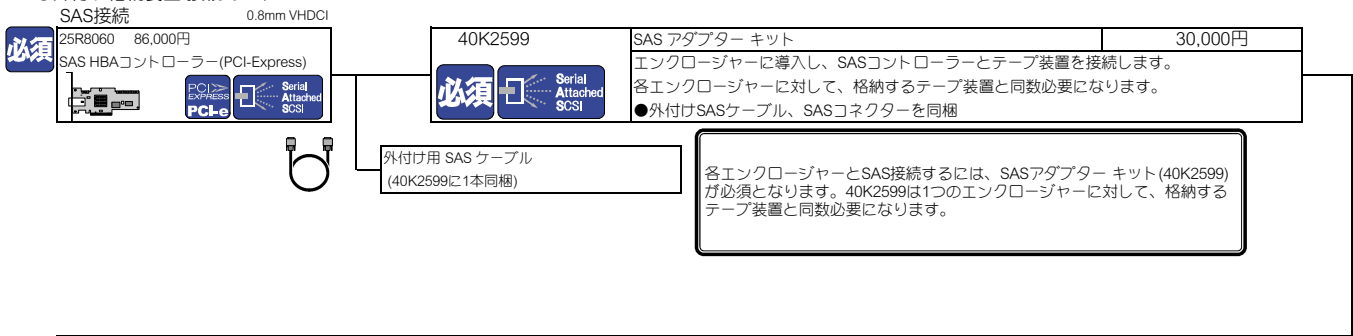 SAS接続 0.8mm VHDCI
必須
25R8060 86,000円
SAS HBAコントローラー(PCI-Express)
PCI EXPRESS
PCI-e
Serial
Attached
SCSI
40K2599
SAS アダプター キット
30,000円
必須
Serial
Attached
SCSI
エンクロージャーに導入し、SASコントローラーとテープ装置を接続します。
各エンクロージャーに対して、格納するテープ装置と同数必要になります。
●外付けSASケーブル、SASコネクターを同梱
外付け用 SAS ケーブル
(40K2599に1本同梱)
各エンクロージャーとSAS接続するには、SASアダプター キット(40K2599)
が必須となります。40K2599は1つのエンクロージャーに対して、格納する
テープ装置と同数必要になります。